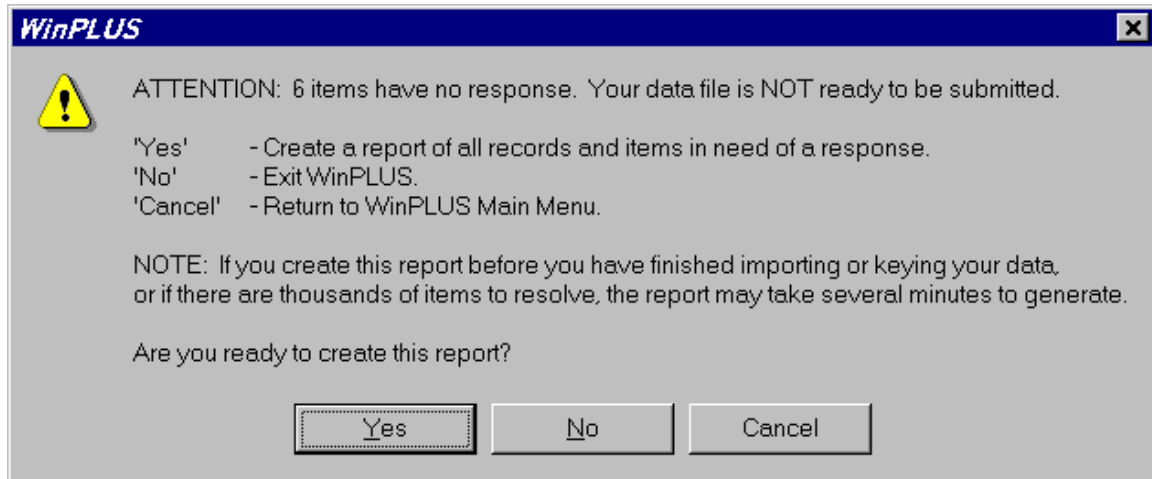 WinPLUS
ATTENTION: 6 items have no response. Your data file is NOT ready to be submitted.
'Yes' - Create a report of all records and items in need of a response.
'No' - Exit WinPLUS.
'Cancel' - Return to WinPLUS Main Menu.
NOTE: If you create this report before you have finished importing or keying your data,
or if there are thousands of items to resolve, the report may take several minutes to generate.
Are you ready to create this report?
Yes No Cancel